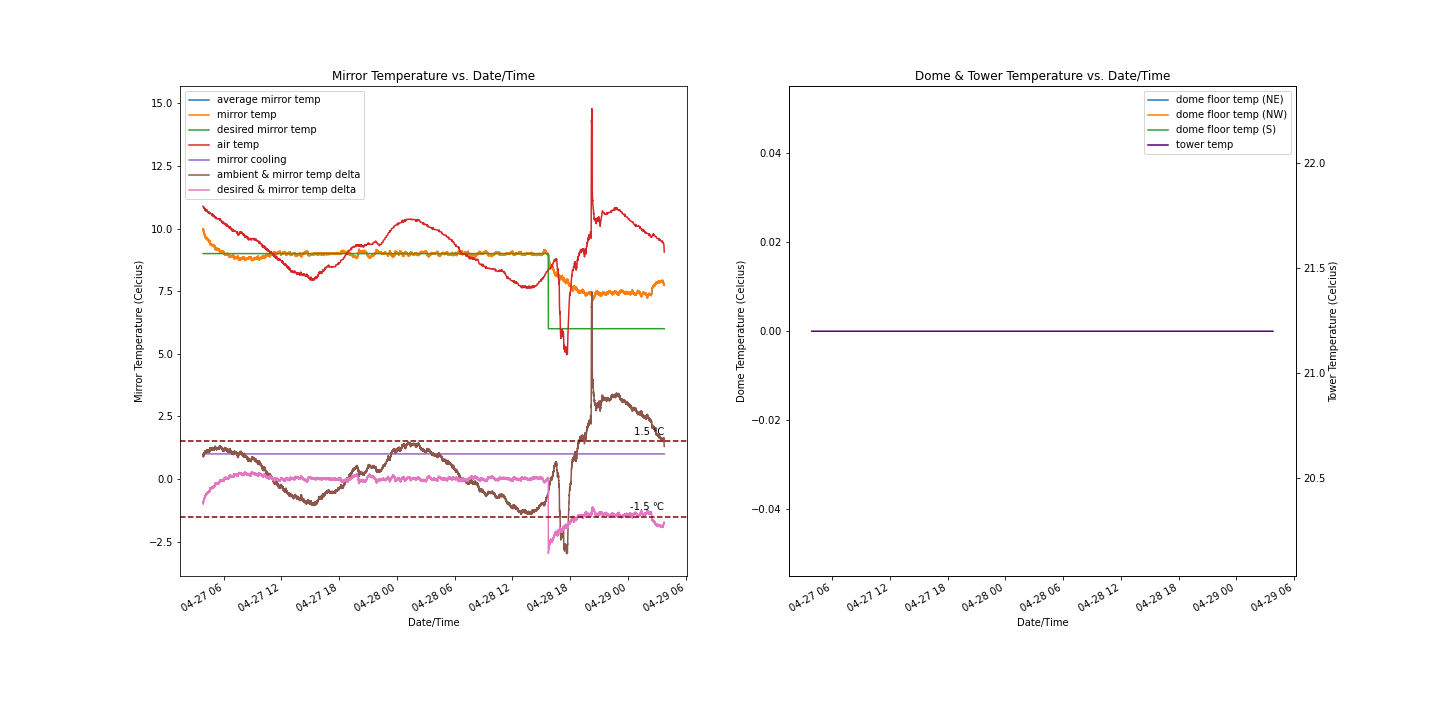 Mirror Temperature vs. Date/Time
average mirror temp
mirror temp
desired mirror temp
air temp
mirror cooling
ambient & mirror temp delta
desired & mirror temp delta
15.0
12.5
10.0
7.5
5.0
2.5
0.0
−2.5
Mirror Temperature (Celcius)
1.5 °C
-1.5 °C
04-27 06
04-27 12
04-27 18
04-28 00
04-28 06
04-28 12
04-28 18
04-29 00
04-29 06
Date/Time
Dome & Tower Temperature vs. Date/Time
dome floor temp (NE)
dome floor temp (NW)
dome floor temp (S)
tower temp
0.04
0.02
0.00
−0.02
−0.04
Dome Temperature (Celcius)
22.0
21.5
21.0
20.5
Tower Temperature (Celcius)
04-27 06
04-27 12
04-27 18
04-28 00
04-28 06
04-28 12
04-28 18
04-29 00
04-29 06
Date/Time